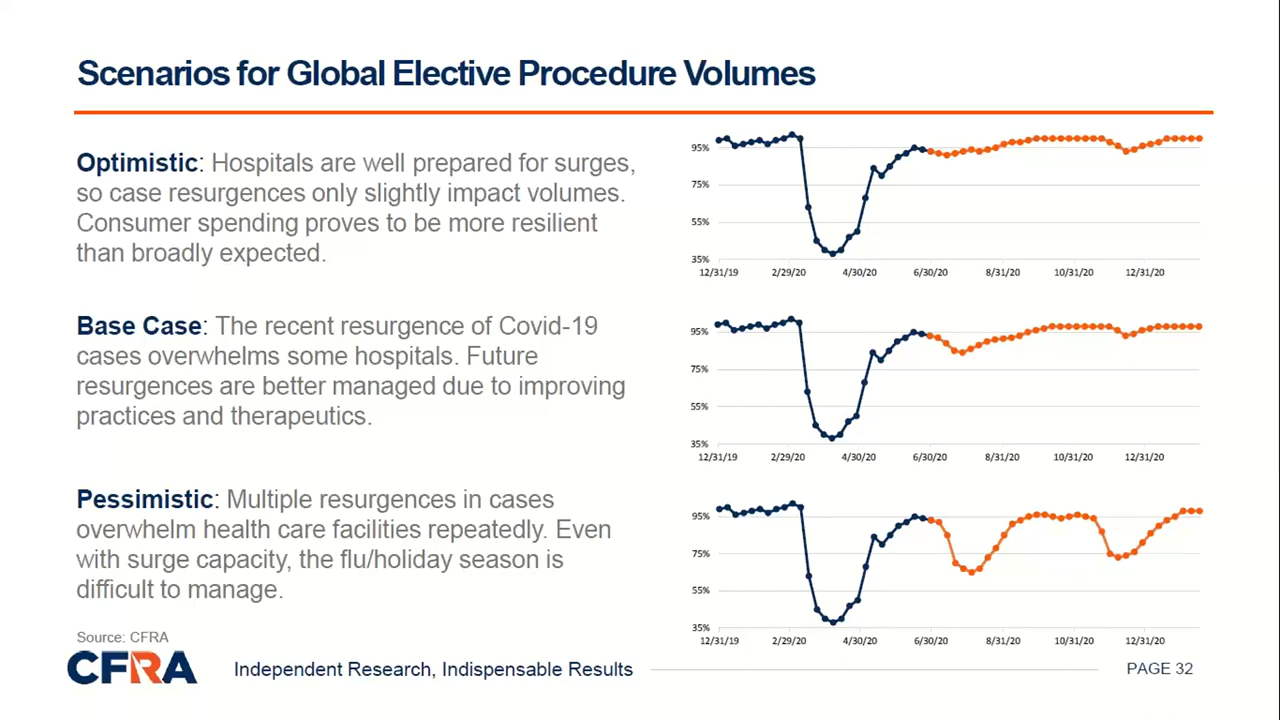 Scenarios for Global Elective Procedure Volumes
Optimistic: Hospitals are well prepared for surges,
so case resurgences only slightly impact volumes.
Consumer spending proves to be more resilient
than broadly expected.
95%
75%
55%
35%
12/31/19 2/29/20 4/30/20 6/30/20 8/31/20 10/31/20 12/31/20
Base Case: The recent resurgence of Covid-19
cases overwhelms some hospitals. Future
resurgences are better managed due to improving
practices and therapeutics.
95%
75%
55%
35%
12/31/19 2/29/20 4/30/20 6/30/20 8/31/20 10/31/20 12/31/20
Pessimistic: Multiple resurgences in cases
overwhelm health care facilities repeatedly. Even
with surge capacity, the flu/holiday season is
difficult to manage.
95%
75%
55%
35%
12/31/19 2/29/20 4/30/20 6/30/20 8/31/20 10/31/20 12/31/20
Source: CFRA
CFRA Independent Research, Indispensable Results PAGE 32